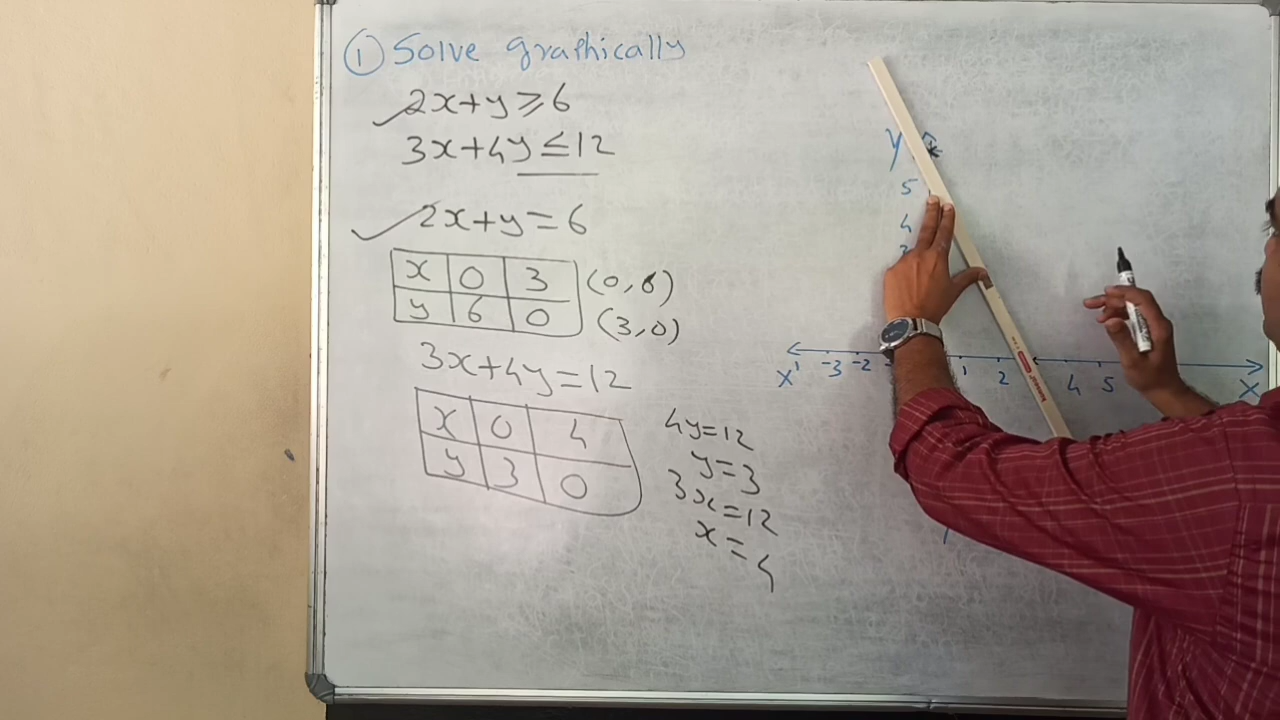 ① Solve graphically
2x+y≥6
3x+4y≤12
2x+y=6
x 0 3 (0,6)
y 6 0 (3,0)
3x+4y=12
x 0 4
y 3 0
4y=12
y=3
3x=12
x=4
y
5
4
x' -3 -2 1 2 4 5 x